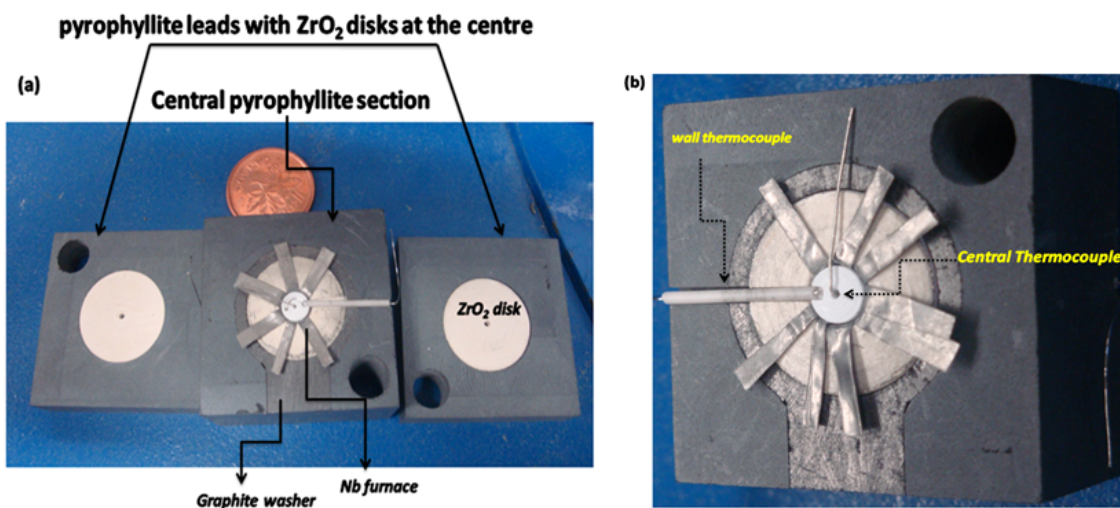 pyrophyllite leads with ZrO₂ disks at the centre
(a)
Central pyrophyllite section
ZrO₂ disk
Graphite washer
Nb furnace
(b)
wall thermocouple
Central Thermocouple